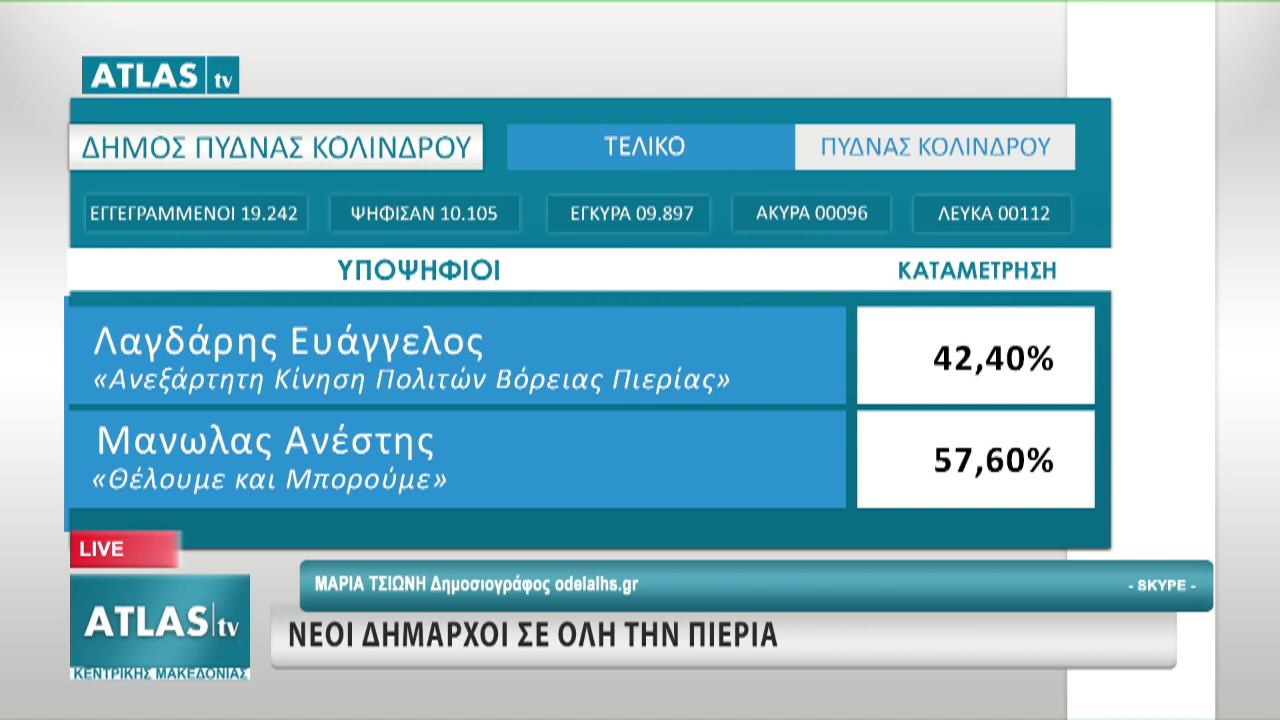 ATLAS tv
ΔΗΜΟΣ ΠΥΔΝΑΣ ΚΟΛΙΝΔΡΟΥ
ΤΕΛΙΚΟ
ΠΥΔΝΑΣ ΚΟΛΙΝΔΡΟΥ
ΕΓΓΕΓΡΑΜΜΕΝΟΙ 19.242
ΨΗΦΙΣΑΝ 10.105
ΕΓΚΥΡΑ 09.897
ΑΚΥΡΑ 00096
ΛΕΥΚΑ 00112
ΥΠΟΨΗΦΙΟΙ
ΚΑΤΑΜΕΤΡΗΣΗ
Λαγδάρης Ευάγγελος
«Ανεξάρτητη Κίνηση Πολιτών Βόρειας Πιερίας»
42,40%
Μανωλας Ανέστης
«Θέλουμε και Μπορούμε»
57,60%
LIVE
ΜΑΡΙΑ ΤΣΙΩΝΗ Δημοσιογράφος odelalhs.gr
- SKYPE -
ATLAS tv
ΚΕΝΤΡΙΚΗΣ ΜΑΚΕΔΟΝΙΑΣ
ΝΕΟΙ ΔΗΜΑΡΧΟΙ ΣΕ ΟΛΗ ΤΗΝ ΠΙΕΡΙΑ